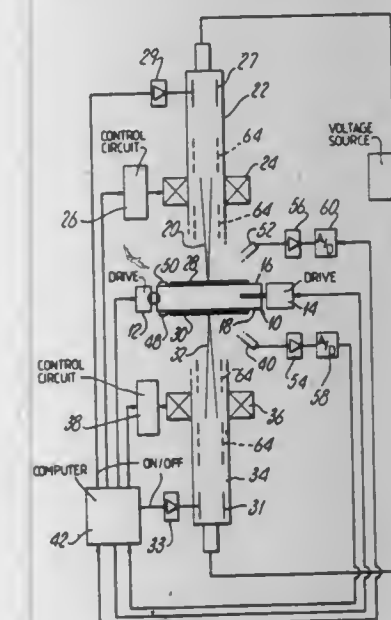 29
27
22
CONTROL
CIRCUIT
64
24
VOLTAGE
SOURCE
26
64
56
60
20
52
A/D
28
16
50
DRIVE
DRIVE
12
10
14
48
30
18
32
40
A/D
CONTROL
CIRCUIT
64
54
58
38
36
64
COMPUTER
ON/OFF
34
31
42
33